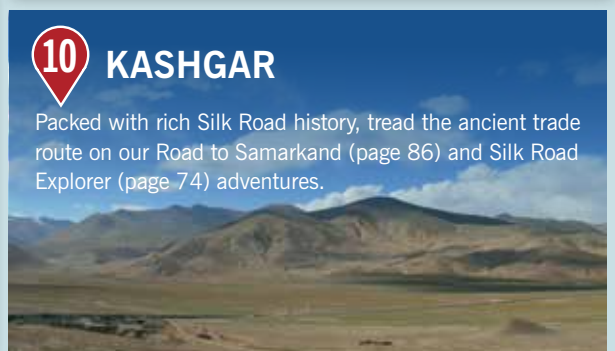 10
KASHGAR
Packed with rich Silk Road history, tread the ancient trade
route on our Road to Samarkand (page 86) and Silk Road
Explorer (page 74) adventures.